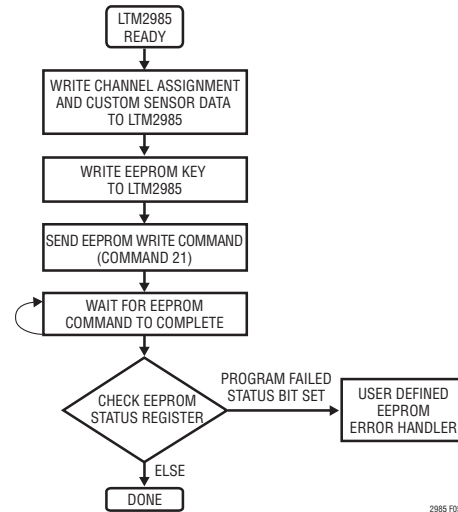 LTM2985
READY
WRITE CHANNEL ASSIGNMENT
AND CUSTOM SENSOR DATA
TO LTM2985
WRITE EEPROM KEY
TO LTM2985
SEND EEPROM WRITE COMMAND
(COMMAND 21)
WAIT FOR EEPROM
COMMAND TO COMPLETE
CHECK EEPROM
STATUS REGISTER
PROGRAM FAILED
STATUS BIT SET
USER DEFINED
EEPROM
ERROR HANDLER
ELSE
DONE